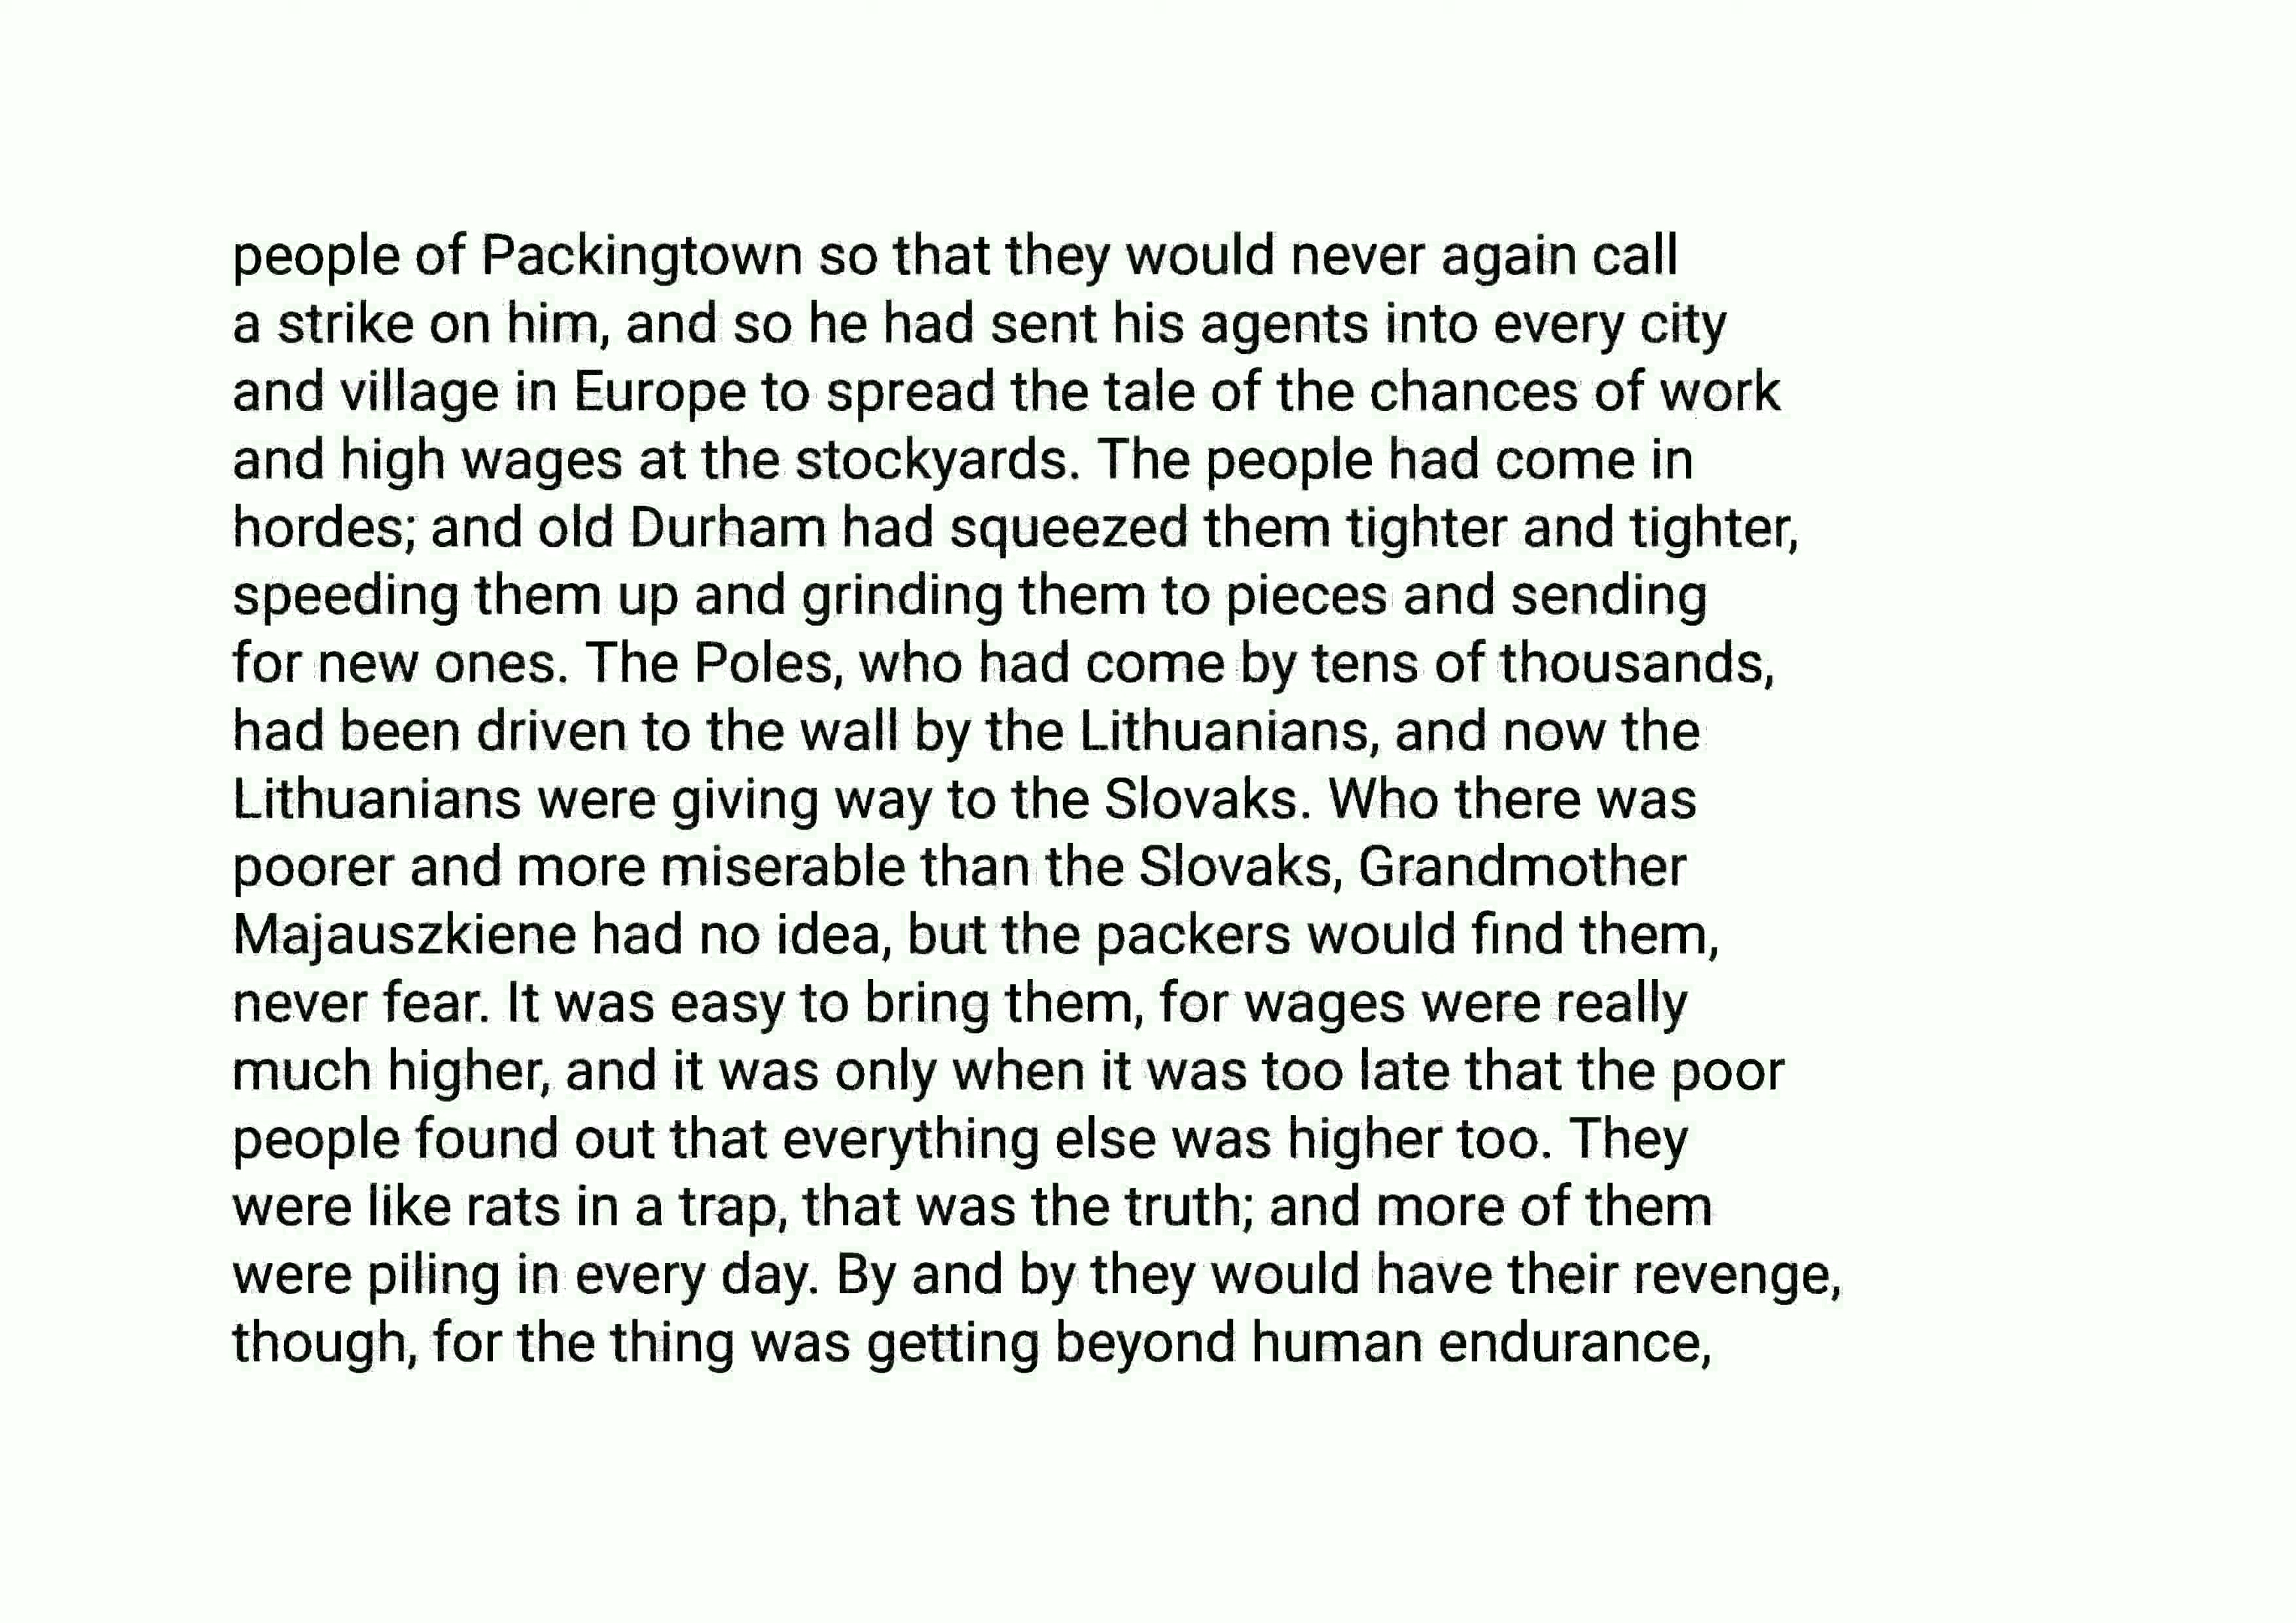 people of Packingtown so that they would never again call
a strike on him, and so he had sent his agents into every city
and village in Europe to spread the tale of the chances of work
and high wages at the stockyards. The people had come in
hordes; and old Durham had squeezed them tighter and tighter,
speeding them up and grinding them to pieces and sending
for new ones. The Poles, who had come by tens of thousands,
had been driven to the wall by the Lithuanians, and now the
Lithuanians were giving way to the Slovaks. Who there was
poorer and more miserable than the Slovaks, Grandmother
Majauszkiene had no idea, but the packers would find them,
never fear. It was easy to bring them, for wages were really
much higher, and it was only when it was too late that the poor
people found out that everything else was higher too. They
were like rats in a trap, that was the truth; and more of them
were piling in every day. By and by they would have their revenge,
though, for the thing was getting beyond human endurance,